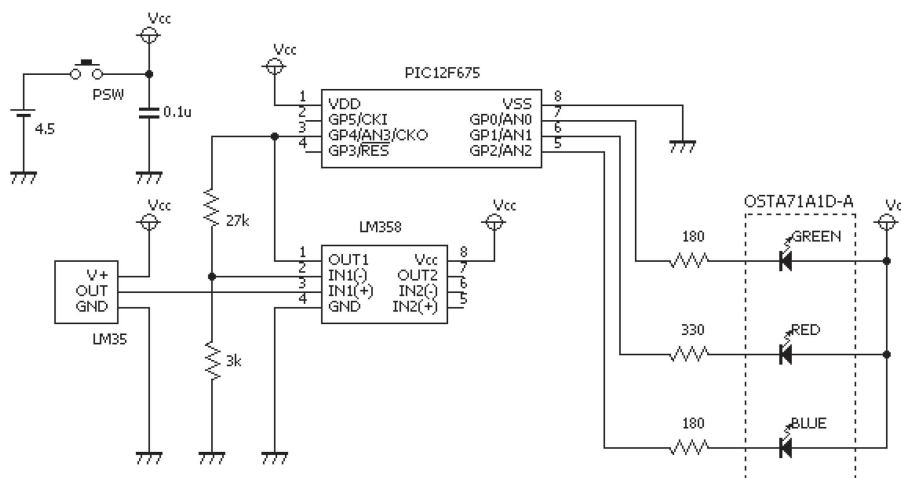 Vcc
PSW
4.5
0.1u
Vcc
PIC12F675
1 VDD
2 GP5/CKI
3 GP4/AN3/CKO
4 GP3/RES
VSS 8
GP0/AN0 7
GP1/AN1 6
GP2/AN2 5
27k
3k
Vcc
V+
OUT
GND
LM35
LM358
1 OUT1
2 IN1(-)
3 IN1(+)
4 GND
Vcc 8
OUT2 7
IN2(-) 6
IN2(+) 5
Vcc
OSTA71A1D-A
180
GREEN
330
RED
180
BLUE